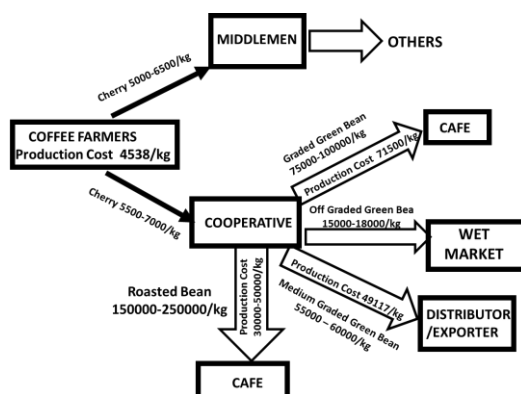 MIDDLEMEN
OTHERS
Cherry 5000-6500/kg
COFFEE FARMERS
Production Cost 4538/kg
Cherry 5500-7000/kg
COOPERATIVE
Graded Green Bean
75000-100000/kg
Production Cost 71500/kg
CAFE
Off Graded Green Bea
15000-18000/kg
WET
MARKET
Production Cost 49117/kg
Medium Graded Green Bean
55000 – 60000/kg
DISTRIBUTOR
/EXPORTER
Roasted Bean
150000-250000/kg
Production Cost
30000-50000/kg
CAFE